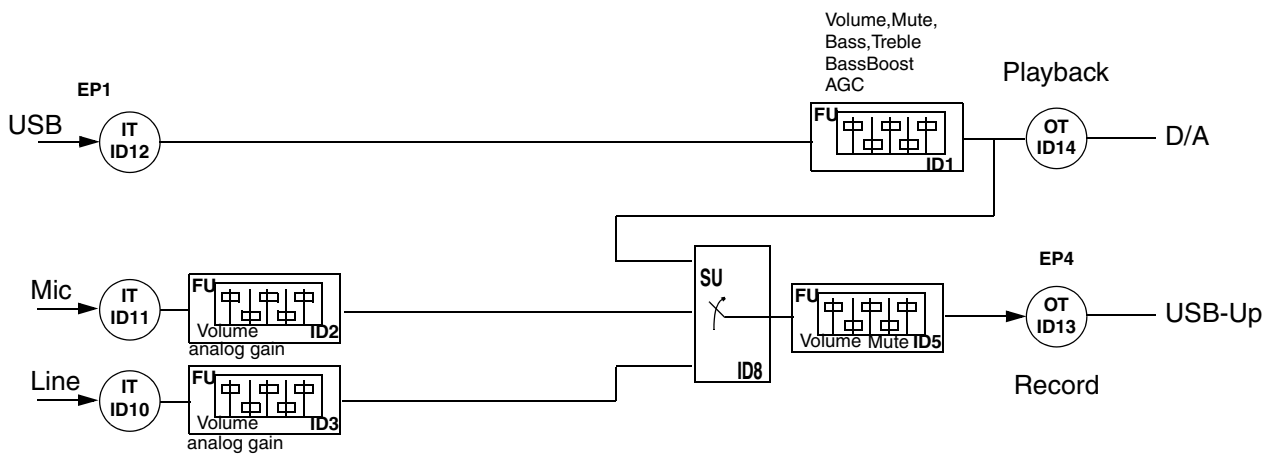 Volume,Mute,
Bass,Treble
BassBoost
AGC
Playback
EP1
USB
IT
ID12
FU
ID1
OT
ID14
D/A
Mic
IT
ID11
FU
Volume
ID2
analog gain
SU
ID8
FU
Volume Mute ID5
EP4
OT
ID13
USB-Up
Record
Line
IT
ID10
FU
Volume
ID3
analog gain